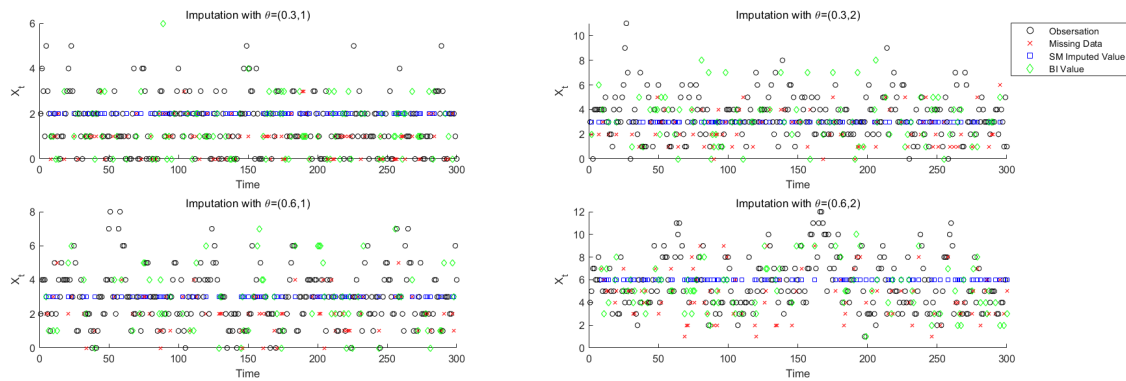 Imputation with θ=(0.3,1)
6
4
2
0
X_t
0 50 100 150 200 250 300
Time
Imputation with θ=(0.3,2)
10
8
6
4
2
0
X_t
0 50 100 150 200 250 300
Time
Obsersation
Missing Data
SM Imputed Value
BI Value
Imputation with θ=(0.6,1)
8
6
4
2
0
X_t
0 50 100 150 200 250 300
Time
Imputation with θ=(0.6,2)
12
10
8
6
4
2
0
X_t
0 50 100 150 200 250 300
Time